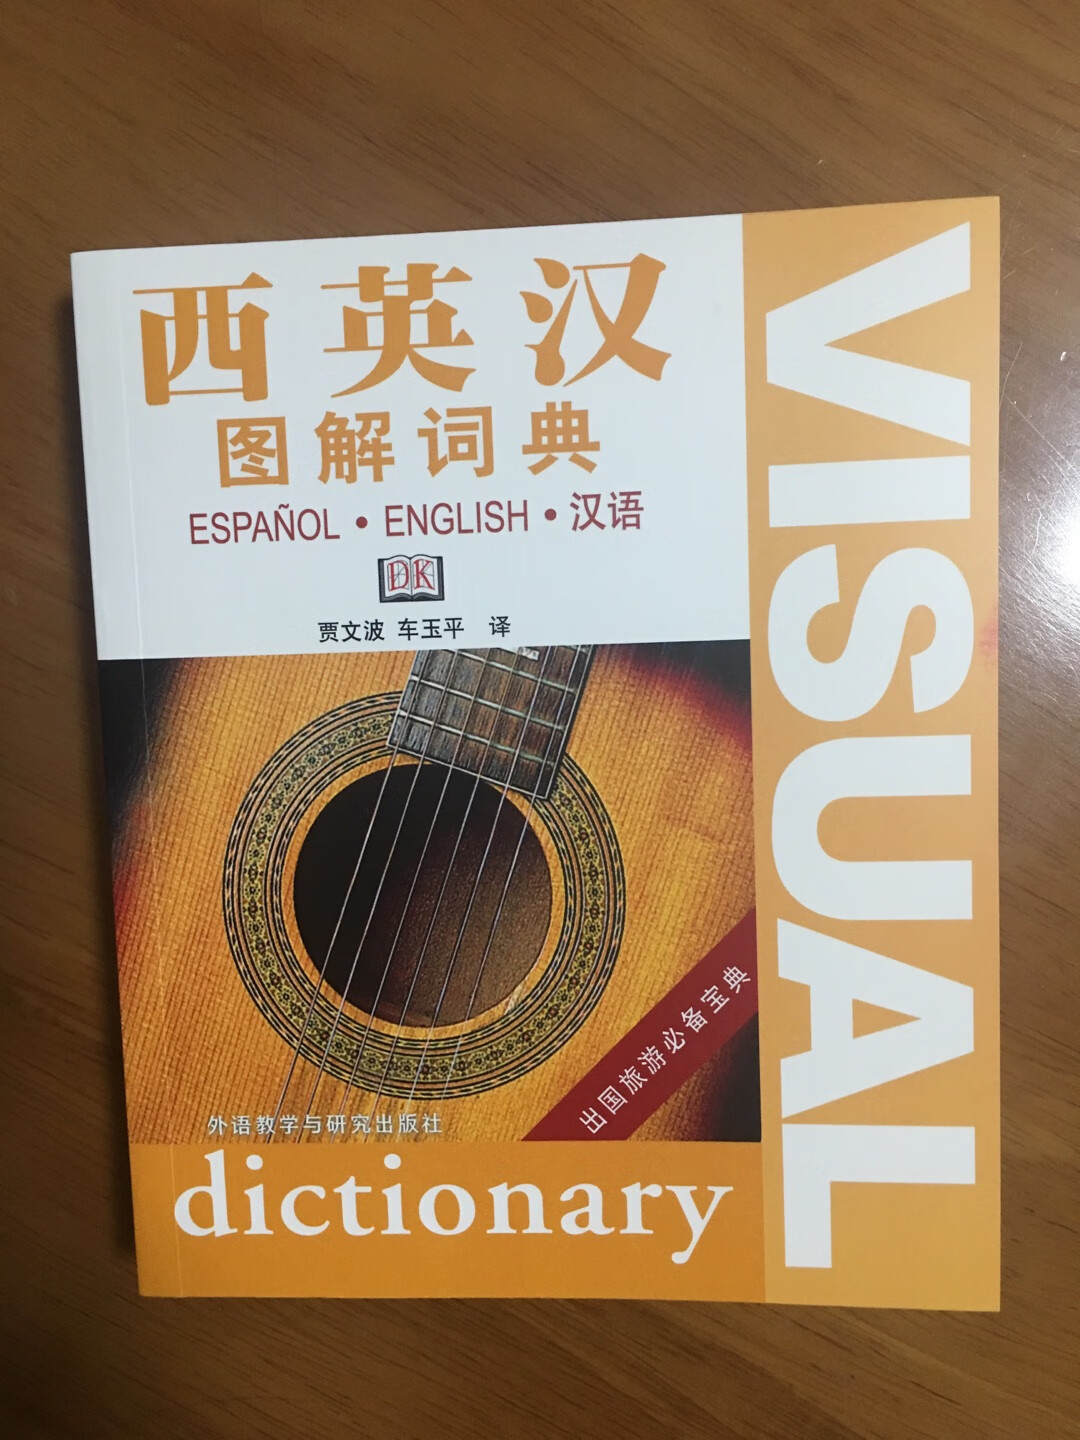 西英汉
图解词典
ESPAÑOL • ENGLISH • 汉语
DK
贾文波 车玉平 译
VISUAL
出国旅游必备宝典
外语教学与研究出版社
dictionary